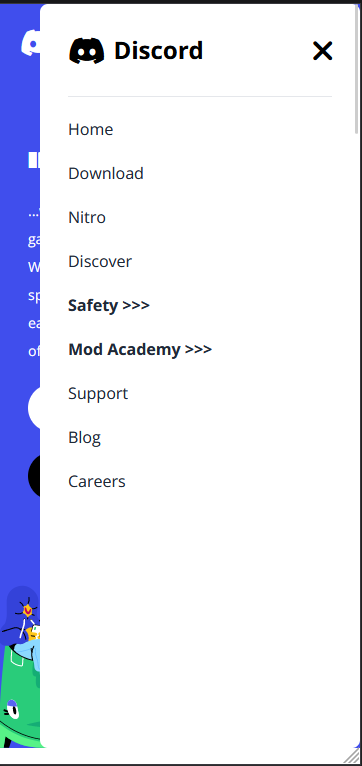 Discord
Home
Download
Nitro
Discover
Safety >>>
Mod Academy >>>
Support
Blog
Careers